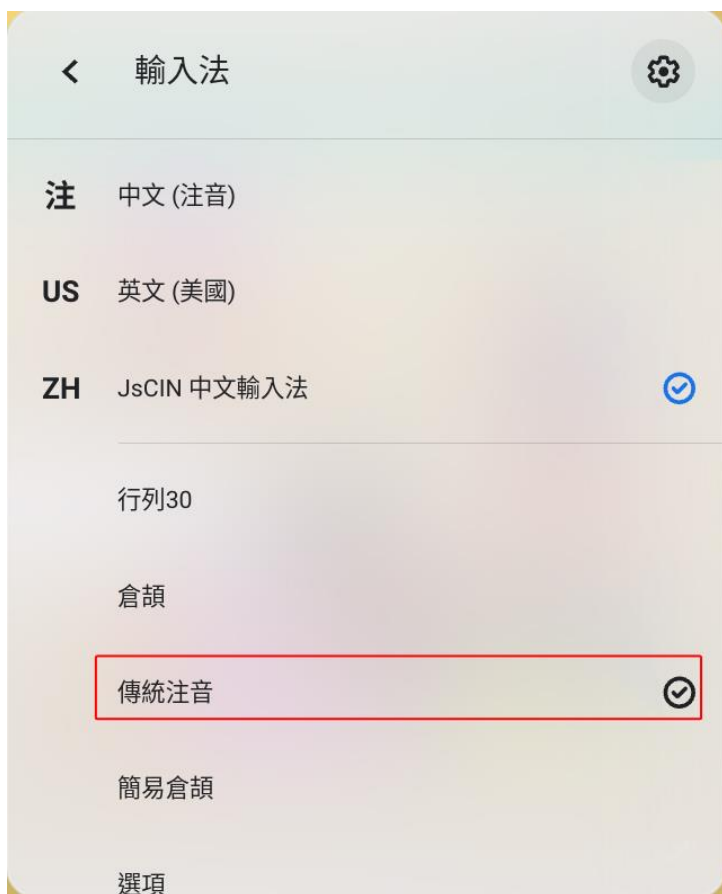 輸入法
注 中文 (注音)
US 英文 (美國)
ZH JsCIN 中文輸入法
行列30
倉頡
傳統注音
簡易倉頡
選項